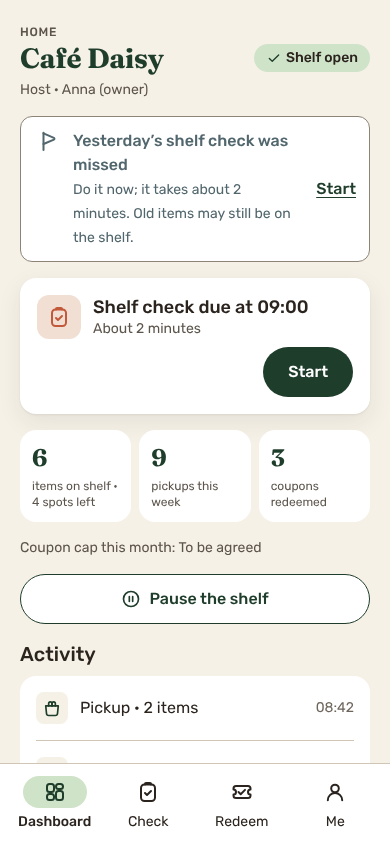 HOME
Café Daisy
Shelf open
Host • Anna (owner)
Yesterday’s shelf check was
missed
Do it now; it takes about 2
minutes. Old items may still be on
the shelf.
Start
Shelf check due at 09:00
About 2 minutes
Start
6
items on shelf •
4 spots left
9
pickups this
week
3
coupons
redeemed
Coupon cap this month: To be agreed
Pause the shelf
Activity
Pickup • 2 items
08:42
Dashboard
Check
Redeem
Me